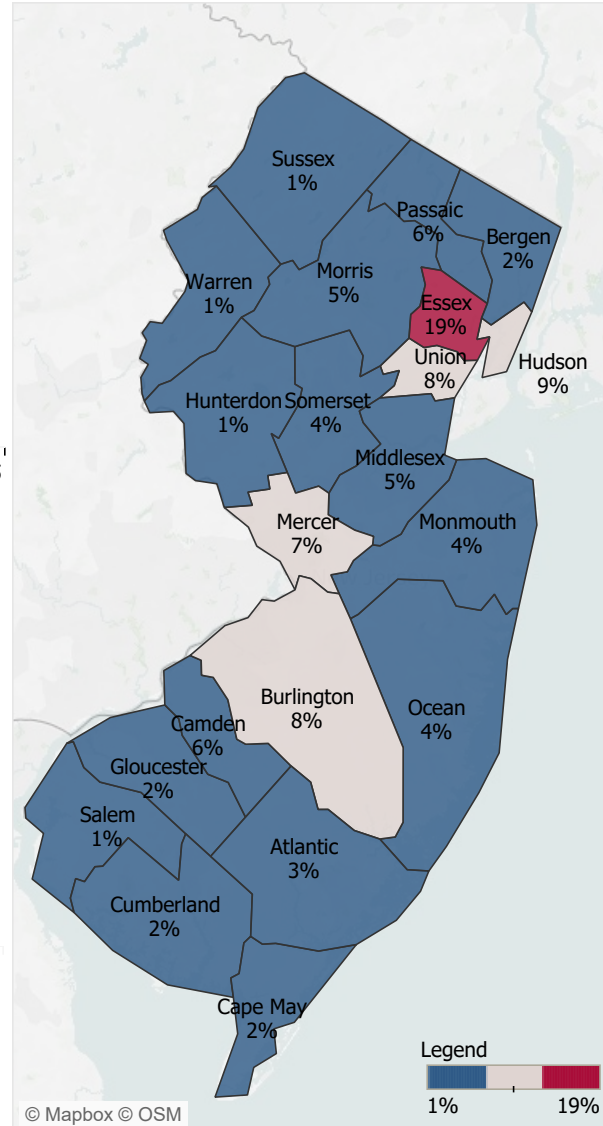 Sussex
1%
Passaic
6%
Bergen
2%
Warren
1%
Morris
5%
Essex
19%
Union
8%
Hudson
9%
Hunterdon
1%
Somerset
4%
Middlesex
5%
Mercer
7%
Monmouth
4%
Burlington
8%
Ocean
4%
Camden
6%
Gloucester
2%
Salem
1%
Atlantic
3%
Cumberland
2%
Cape May
2%
Legend
1% 19%
© Mapbox © OSM